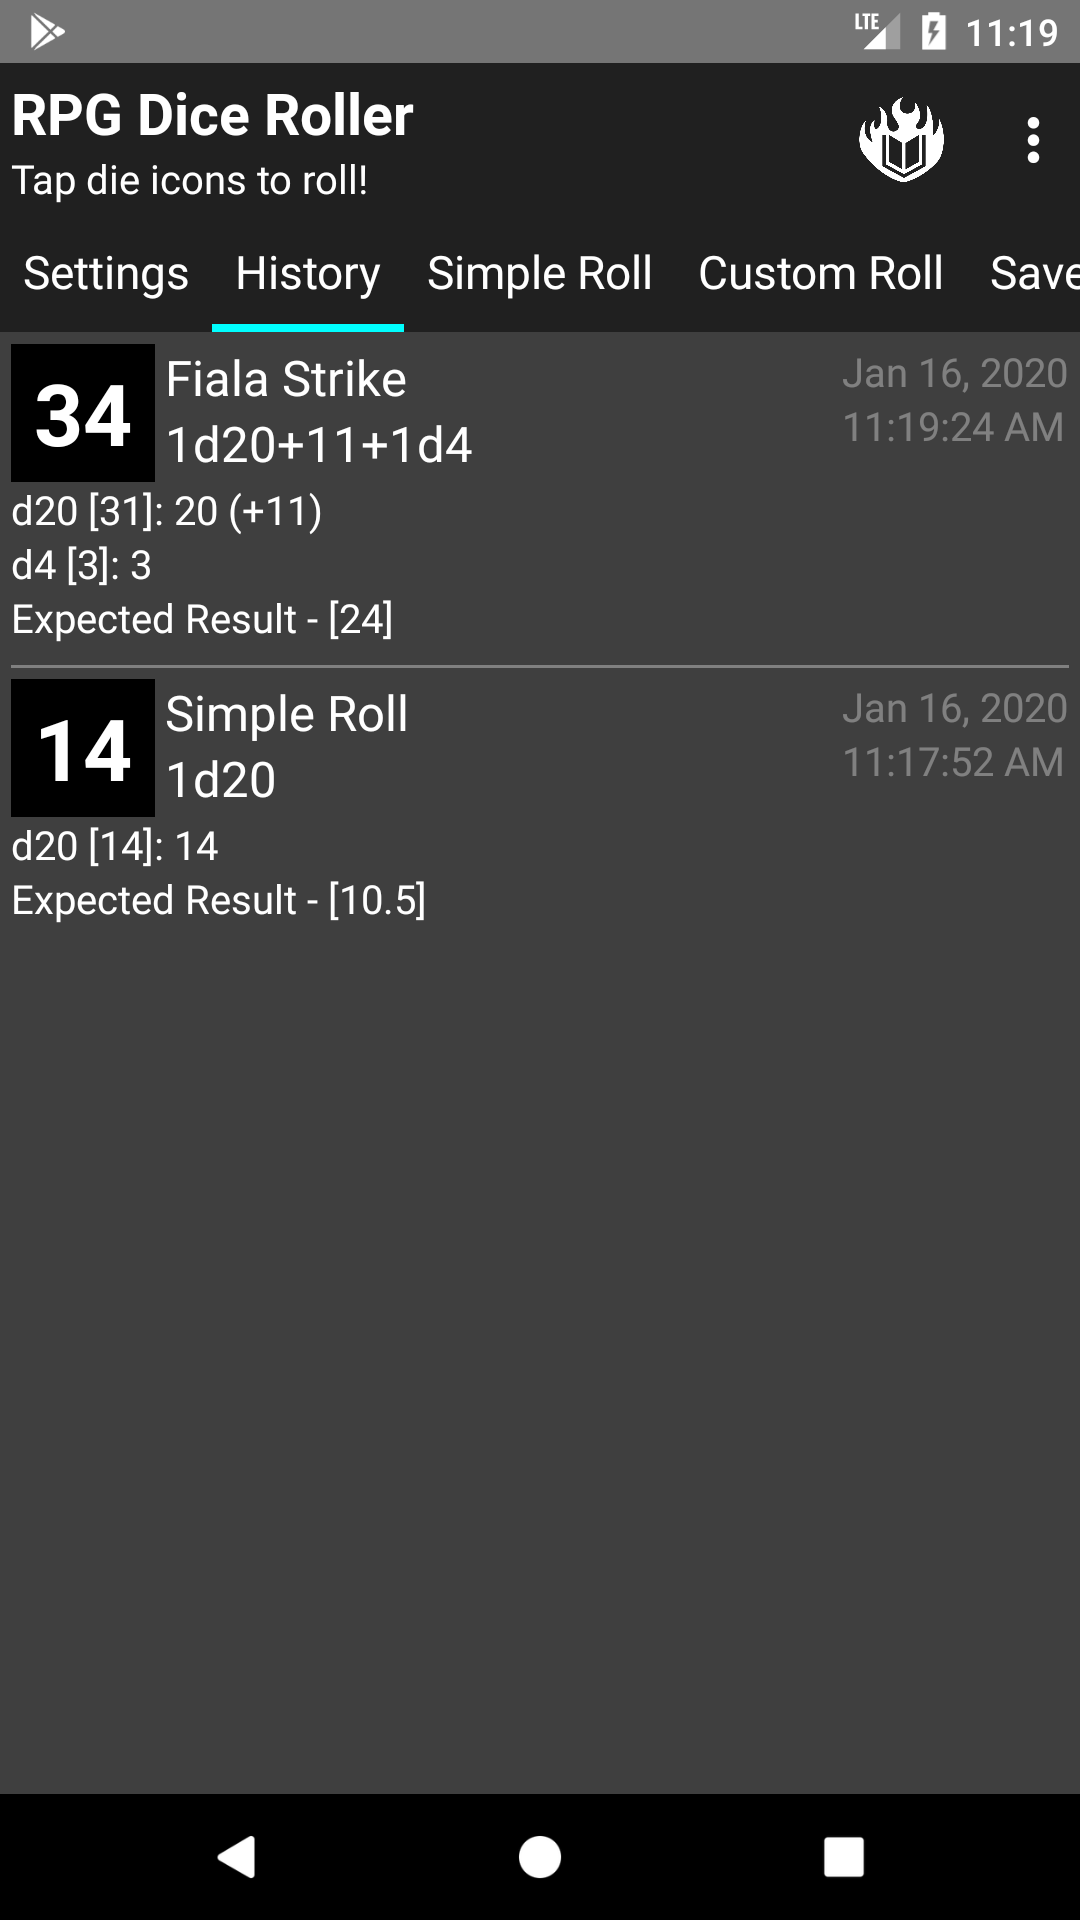 LTE 11:19
RPG Dice Roller
Tap die icons to roll!
Settings History Simple Roll Custom Roll Save
34 Fiala Strike Jan 16, 2020
1d20+11+1d4 11:19:24 AM
d20 [31]: 20 (+11)
d4 [3]: 3
Expected Result - [24]
14 Simple Roll Jan 16, 2020
1d20 11:17:52 AM
d20 [14]: 14
Expected Result - [10.5]